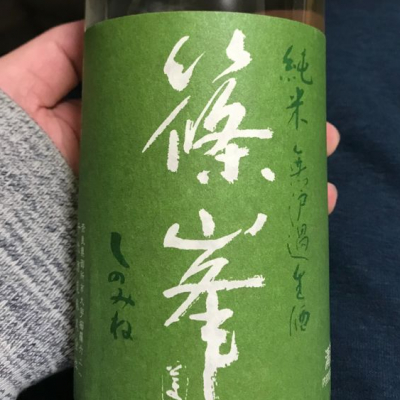 純米 無濾過生酒
篠峯
しのみね